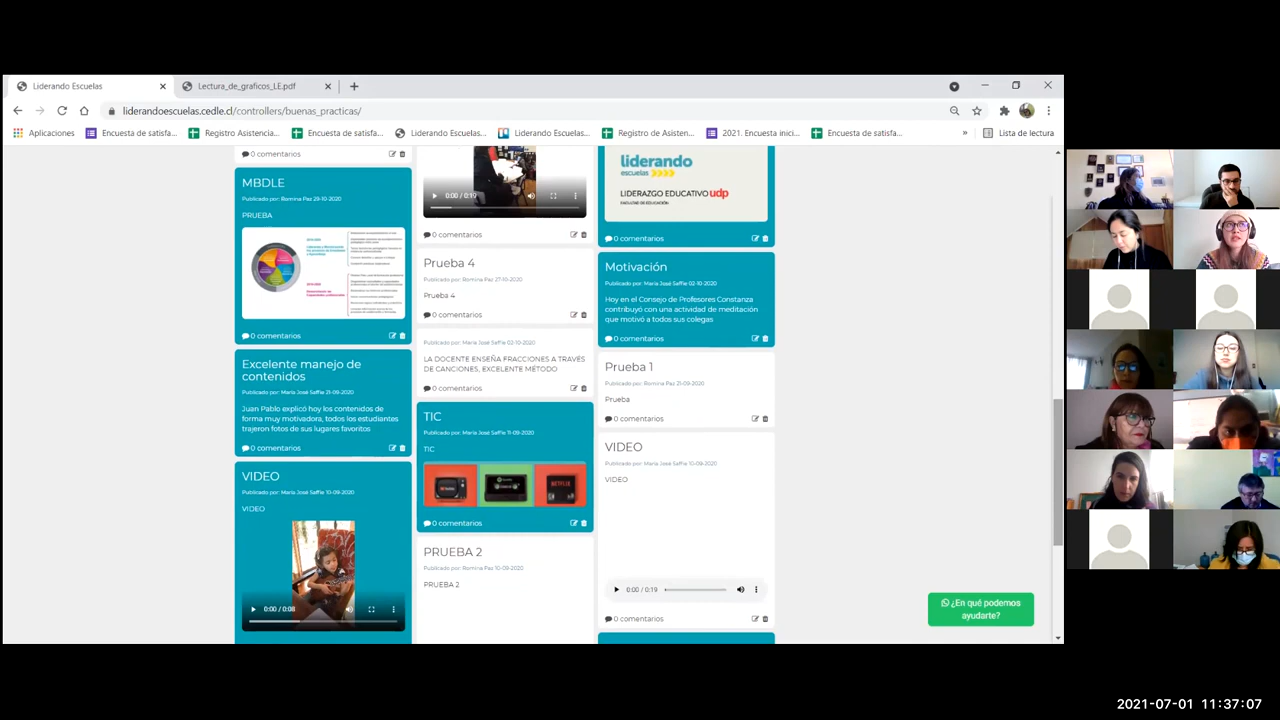 Liderando Escuelas
Lectura_de_graficos_LE.pdf
liderandoescuelas.cedle.cl/controllers/buenas_practicas/
Aplicaciones
Encuesta de satisfa...
Registro Asistencia...
Encuesta de satisfa...
Liderando Escuelas...
Liderando Escuelas...
Registro de Asisten...
2021. Encuesta inici...
Encuesta de satisfa...
»
Lista de lectura
0 comentarios
MBDLE
Publicado por: Romina Paz 29-10-2020
PRUEBA
0 comentarios
Excelente manejo de
contenidos
Publicado por: María José Saffie 21-09-2020
Juan Pablo explicó hoy los contenidos de
forma muy motivadora, todos los estudiantes
trajeron fotos de sus lugares favoritos
0 comentarios
VIDEO
Publicado por: María José Saffie 10-09-2020
VIDEO
0:00 / 0:08
0:00 / 0:19
0 comentarios
Prueba 4
Publicado por: Romina Paz 27-10-2020
Prueba 4
0 comentarios
Publicado por: María José Saffie 02-10-2020
LA DOCENTE ENSEÑA FRACCIONES A TRAVÉS
DE CANCIONES, EXCELENTE MÉTODO
0 comentarios
TIC
Publicado por: María José Saffie 11-09-2020
TIC
NETFLIX
0 comentarios
PRUEBA 2
Publicado por: Romina Paz 10-09-2020
PRUEBA 2
liderando
escuelas
LIDERAZGO EDUCATIVO udp
FACULTAD DE EDUCACIÓN
0 comentarios
Motivación
Publicado por: María José Saffie 02-10-2020
Hoy en el Consejo de Profesores Constanza
contribuyó con una actividad de meditación
que motivó a todos sus colegas
0 comentarios
Prueba 1
Publicado por: Romina Paz 21-09-2020
Prueba
0 comentarios
VIDEO
Publicado por: María José Saffie 10-09-2020
VIDEO
0:00 / 0:19
0 comentarios
¿En qué podemos
ayudarte?
2021-07-01 11:37:07